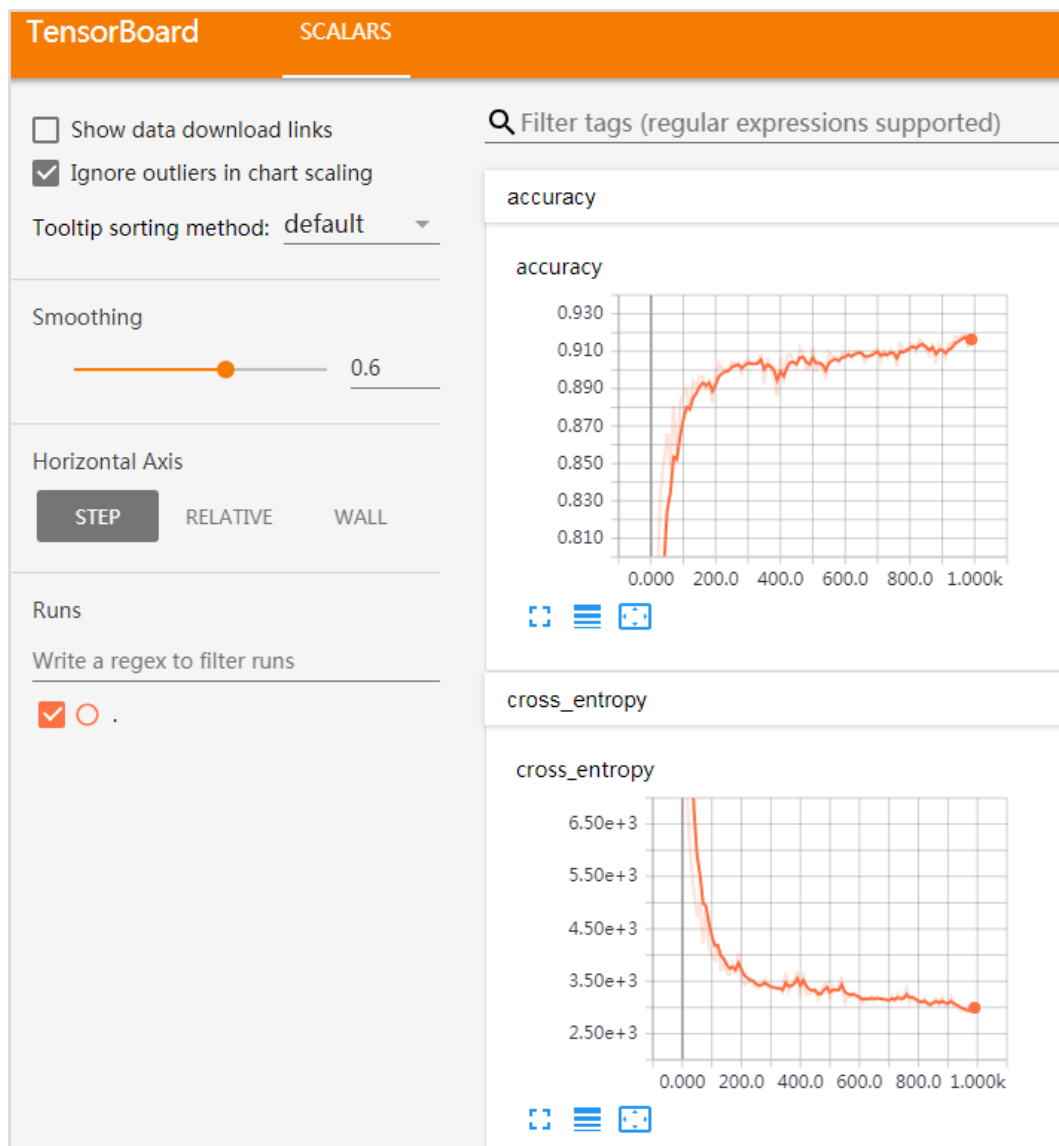 TensorBoard SCALARS
Show data download links
Ignore outliers in chart scaling
Tooltip sorting method: default
Smoothing
0.6
Horizontal Axis
STEP RELATIVE WALL
Runs
Write a regex to filter runs
.
Filter tags (regular expressions supported)
accuracy
accuracy
0.930
0.910
0.890
0.870
0.850
0.830
0.810
0.000 200.0 400.0 600.0 800.0 1.000k
cross_entropy
cross_entropy
6.50e+3
5.50e+3
4.50e+3
3.50e+3
2.50e+3
0.000 200.0 400.0 600.0 800.0 1.000k